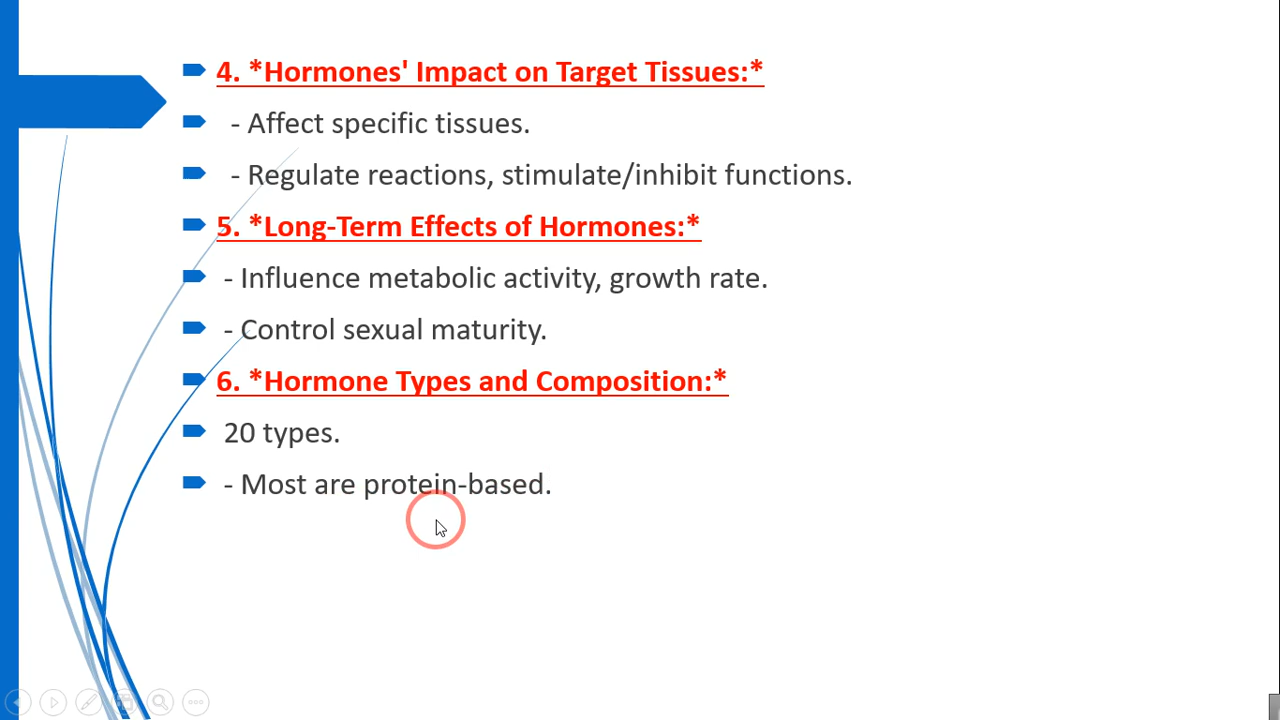 4. *Hormones' Impact on Target Tissues:*
- Affect specific tissues.
- Regulate reactions, stimulate/inhibit functions.
5. *Long-Term Effects of Hormones:*
- Influence metabolic activity, growth rate.
- Control sexual maturity.
6. *Hormone Types and Composition:*
20 types.
- Most are protein-based.